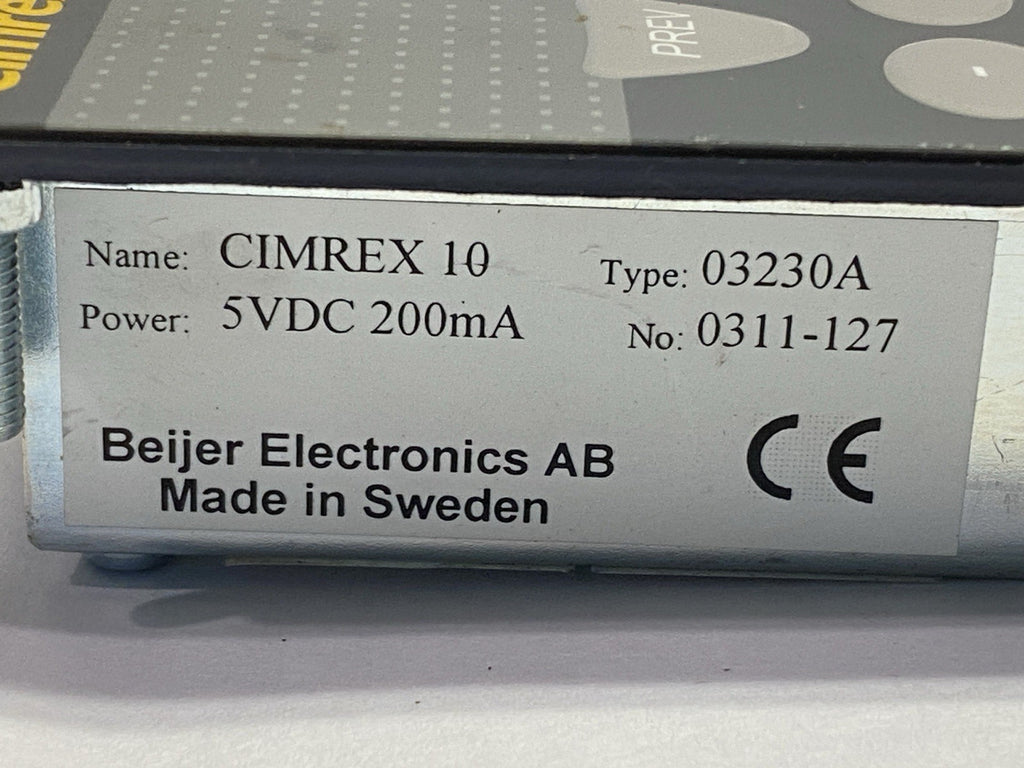 cimrex
PREV
Name: CIMREX 10
Type: 03230A
Power: 5VDC 200mA
No: 0311-127
Beijer Electronics AB
Made in Sweden
CE